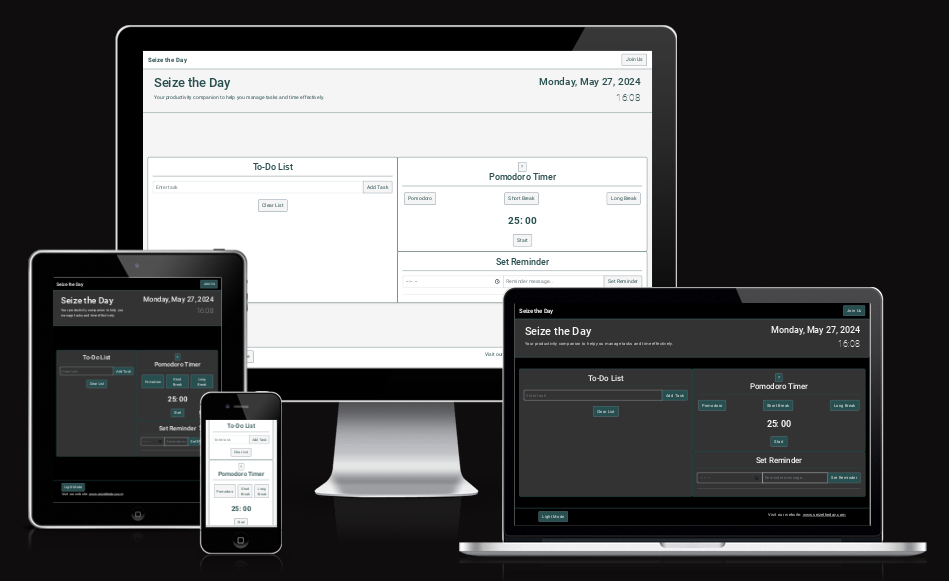 Seize the Day
Join Us
Seize the Day
Monday, May 27, 2024
Your productivity companion to help you manage tasks and time effectively.
16:08
To-Do List
Enter task
Add Task
Clear List
?
Pomodoro Timer
Pomodoro
Short Break
Long Break
25:00
Start
Set Reminder
--:--
Reminder message...
Set Reminder
Visit our
Seize the Day
Join Us
Seize the Day
Monday, May 27, 2024
Your productivity companion to help you
manage tasks and time effectively.
16:08
To-Do List
Enter task
Add Task
Clear List
?
Pomodoro Timer
Pomodoro
Short
Break
Long
Break
25:00
Start
Set Reminder
--:--
Light Mode
Visit our website:
To-Do List
Enter task
Add Task
Clear List
?
Pomodoro Timer
Pomodoro
Short
Break
Long
Break
25:00
Start
Seize the Day
Join Us
Seize the Day
Monday, May 27, 2024
Your productivity companion to help you manage tasks and time effectively.
16:08
To-Do List
Enter task
Add Task
Clear List
?
Pomodoro Timer
Pomodoro
Short Break
Long Break
25:00
Start
Set Reminder
--:--
Reminder message...
Set Reminder
Light Mode
Visit our website: www.seizetheday.com